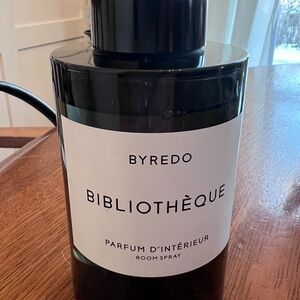 BYREDO
BIBLIOTHÈQUE
PARFUM D'INTÉRIEUR
ROOM SPRAY